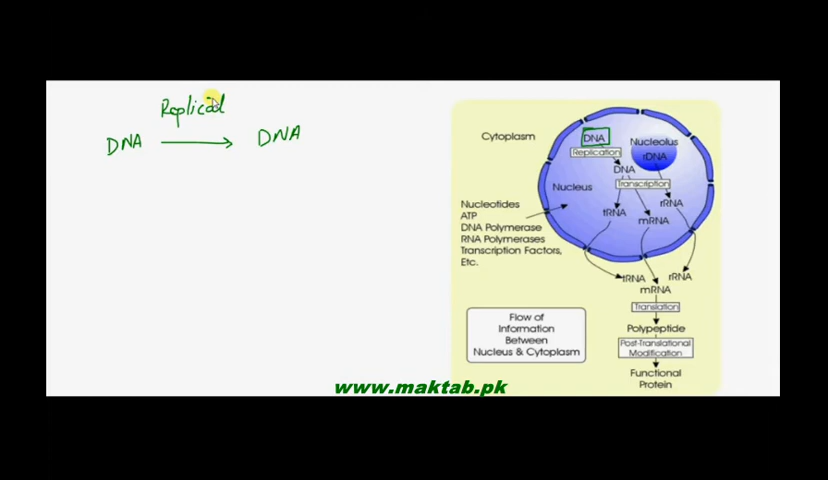 Replicat
DNA → DNA
Cytoplasm
DNA
Replication
Nucleolus
rDNA
DNA
Transcription
Nucleus
tRNA
rRNA
mRNA
Nucleotides
ATP
DNA Polymerase
RNA Polymerases
Transcription Factors,
Etc.
tRNA
rRNA
mRNA
Translation
Polypeptide
Post-Translational
Modification
Functional
Protein
Flow of
Information
Between
Nucleus & Cytoplasm
www.maktab.pk